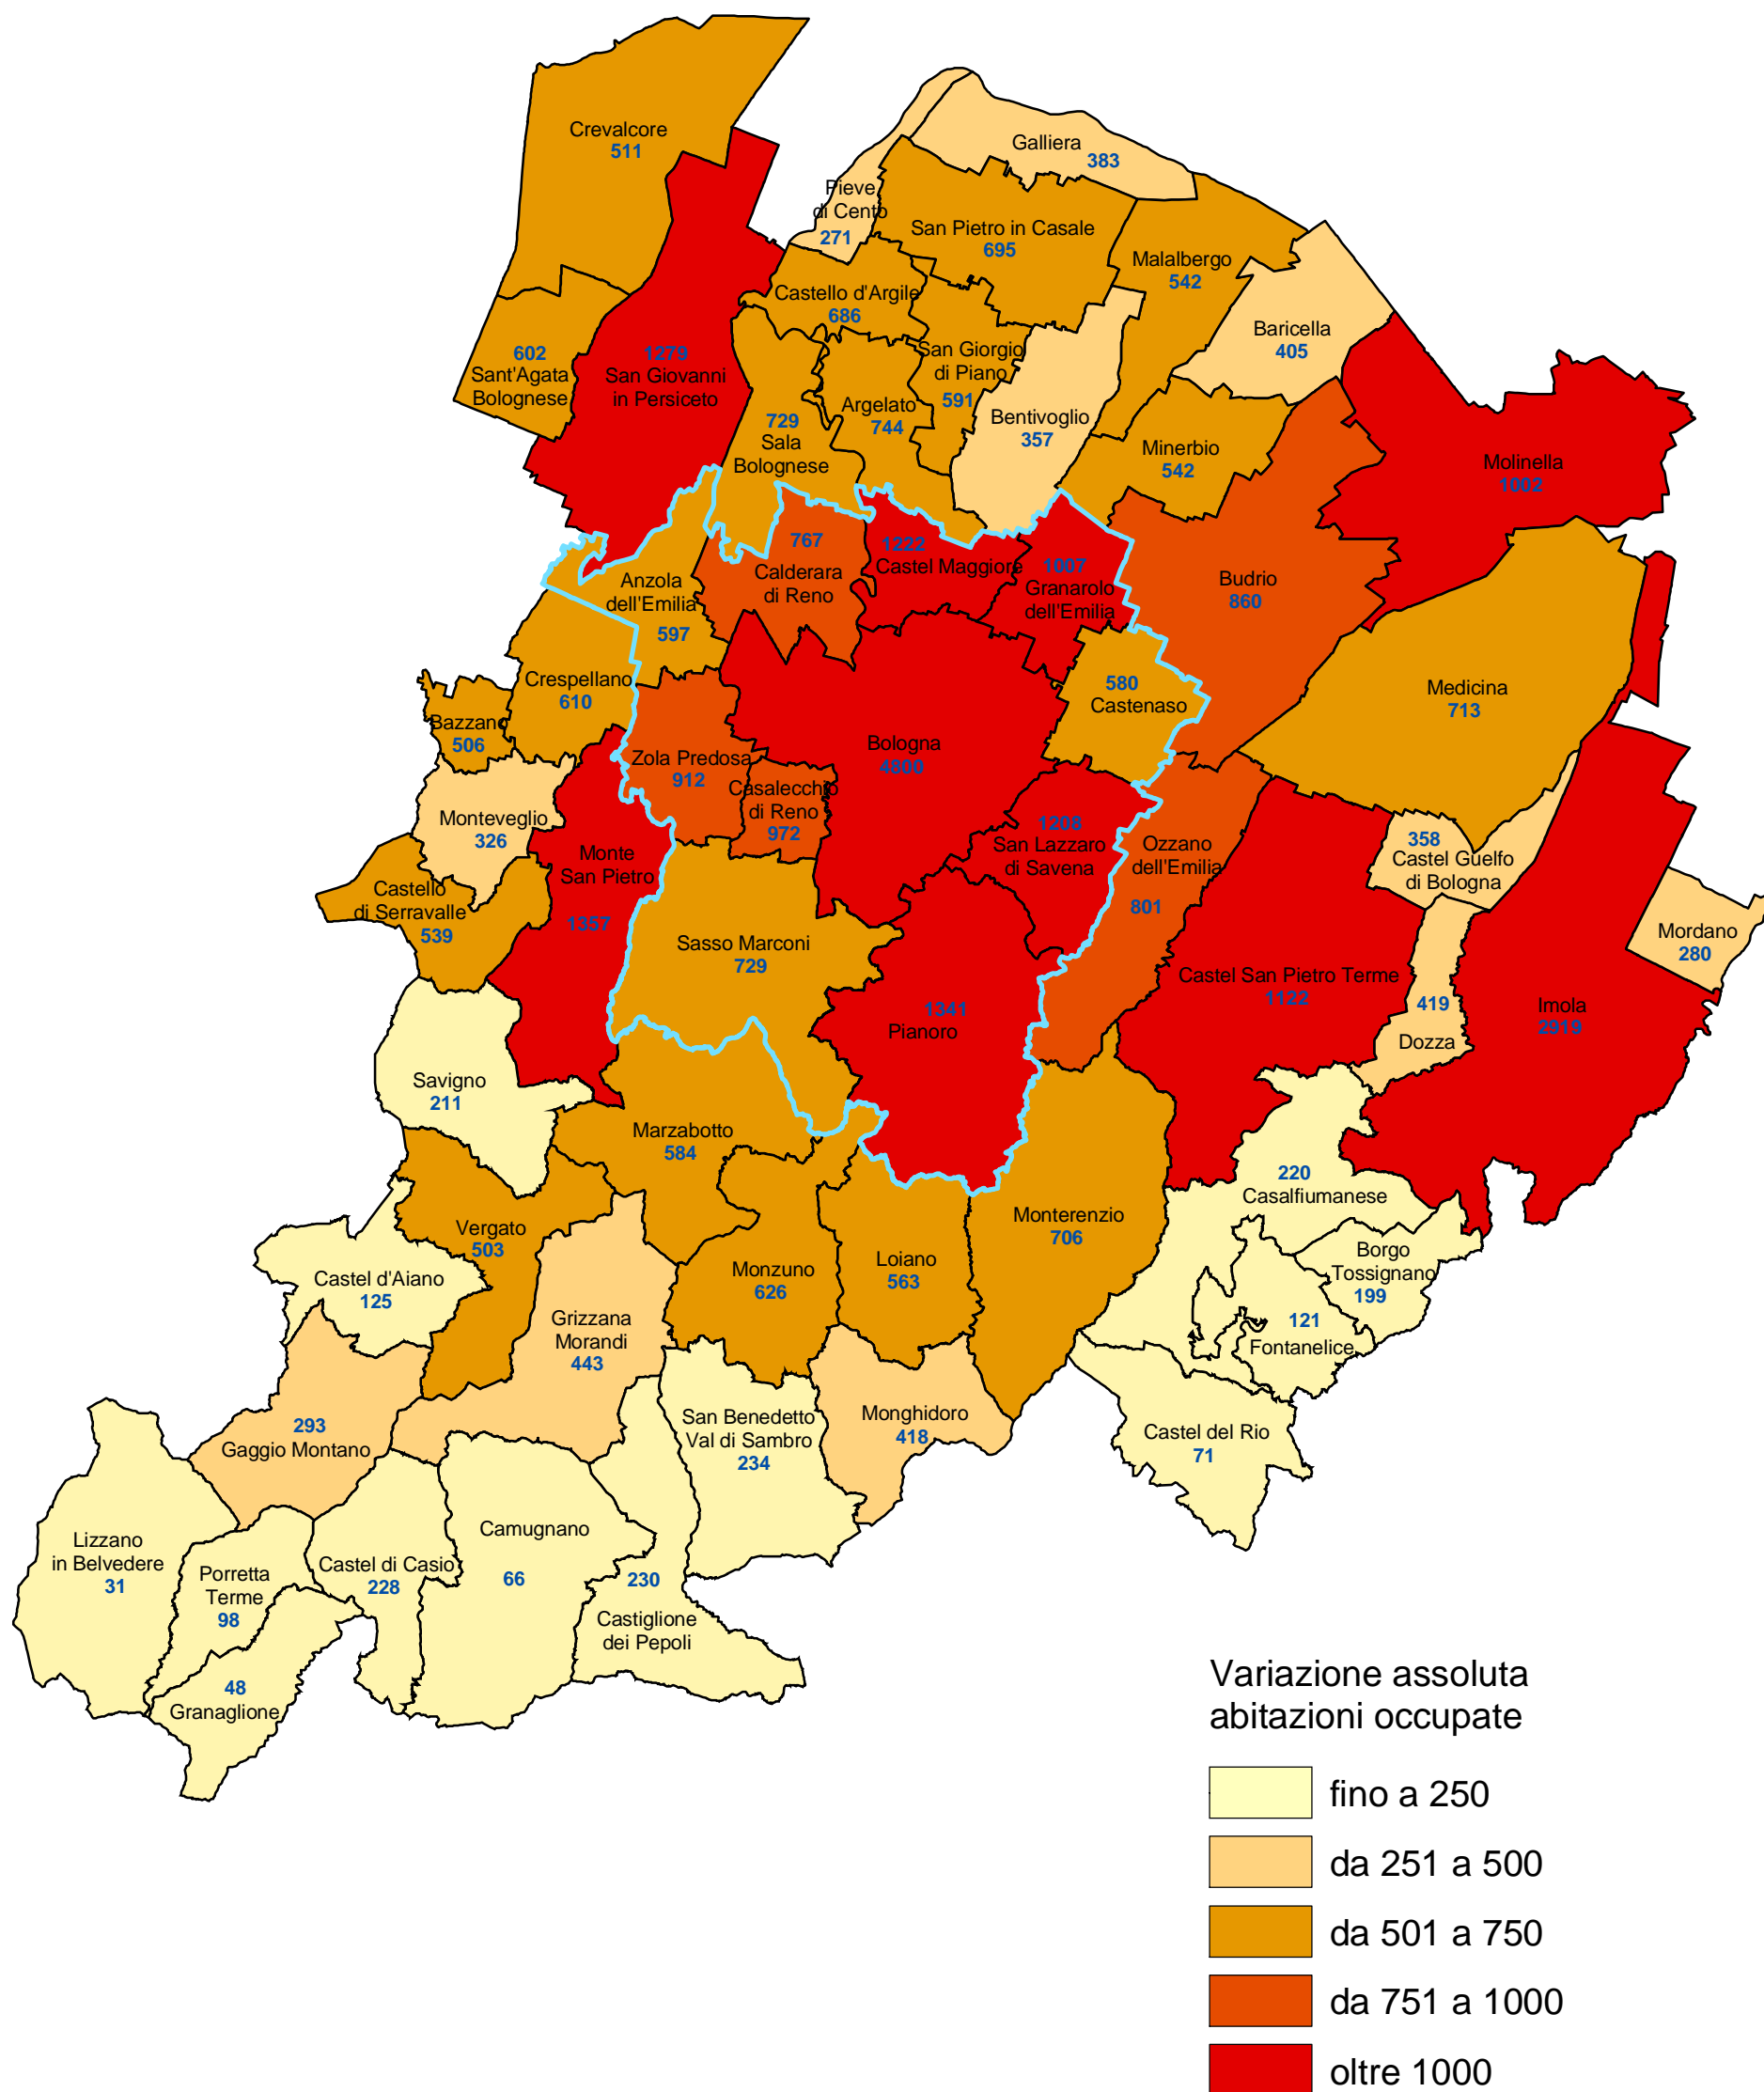 Crevalcore
511
Galliera
383
Pieve
di Cento
271
San Pietro in Casale
695
Malalbergo
542
Castello d'Argile
686
Baricella
405
602
Sant'Agata
Bolognese
1279
San Giovanni
in Persiceto
San Giorgio
di Piano
591
Argelato
744
Bentivoglio
357
729
Sala
Bolognese
Minerbio
542
Molinella
1002
767
Calderara
di Reno
1222
Castel Maggiore
1007
Granarolo
dell'Emilia
Budrio
860
Anzola
dell'Emilia
597
Crespellano
610
580
Castenaso
Medicina
713
Bazzano
506
Bologna
4800
Zola Predosa
912
Casalecchio
di Reno
972
Monteveglio
326
1208
San Lazzaro
di Savena
Ozzano
dell'Emilia
801
358
Castel Guelfo
di Bologna
Monte
San Pietro
1357
Castello
di Serravalle
539
Sasso Marconi
729
Mordano
280
Castel San Pietro Terme
1122
419
Dozza
Imola
2919
1341
Pianoro
Savigno
211
Marzabotto
584
220
Casalfiumanese
Vergato
503
Monterenzio
706
Castel d'Aiano
125
Monzuno
626
Loiano
563
Borgo
Tossignano
199
Grizzana
Morandi
443
121
Fontanelice
293
Gaggio Montano
San Benedetto
Val di Sambro
234
Monghidoro
418
Castel del Rio
71
Lizzano
in Belvedere
31
Porretta
Terme
98
Castel di Casio
228
Camugnano
66
230
Castiglione
dei Pepoli
48
Granaglione
Variazione assoluta
abitazioni occupate
fino a 250
da 251 a 500
da 501 a 750
da 751 a 1000
oltre 1000